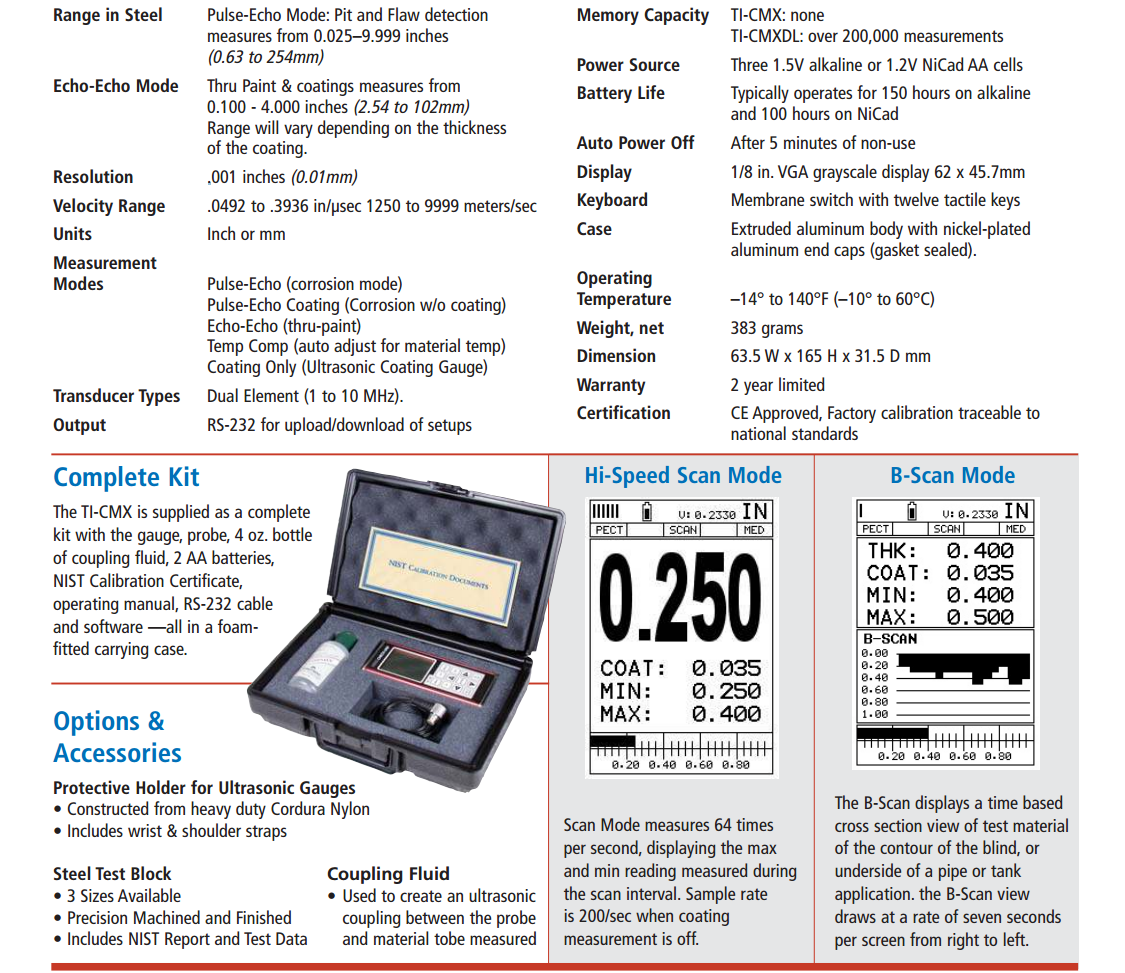 Range in Steel
Pulse-Echo Mode: Pit and Flaw detection
measures from 0.025–9.999 inches
(0.63 to 254mm)
Echo-Echo Mode
Thru Paint & coatings measures from
0.100 - 4.000 inches (2.54 to 102mm)
Range will vary depending on the thickness
of the coating.
Resolution
.001 inches (0.01mm)
Velocity Range
.0492 to .3936 in/µsec 1250 to 9999 meters/sec
Units
Inch or mm
Measurement
Modes
Pulse-Echo (corrosion mode)
Pulse-Echo Coating (Corrosion w/o coating)
Echo-Echo (thru-paint)
Temp Comp (auto adjust for material temp)
Coating Only (Ultrasonic Coating Gauge)
Transducer Types
Dual Element (1 to 10 MHz).
Output
RS-232 for upload/download of setups
Memory Capacity
TI-CMX: none
TI-CMXDL: over 200,000 measurements
Power Source
Three 1.5V alkaline or 1.2V NiCad AA cells
Battery Life
Typically operates for 150 hours on alkaline
and 100 hours on NiCad
Auto Power Off
After 5 minutes of non-use
Display
1/8 in. VGA grayscale display 62 x 45.7mm
Keyboard
Membrane switch with twelve tactile keys
Case
Extruded aluminum body with nickel-plated
aluminum end caps (gasket sealed).
Operating
Temperature
–14° to 140°F (–10° to 60°C)
Weight, net
383 grams
Dimension
63.5 W x 165 H x 31.5 D mm
Warranty
2 year limited
Certification
CE Approved, Factory calibration traceable to
national standards
Complete Kit
The TI-CMX is supplied as a complete
kit with the gauge, probe, 4 oz. bottle
of coupling fluid, 2 AA batteries,
NIST Calibration Certificate,
operating manual, RS-232 cable
and software —all in a foam-
fitted carrying case.
NIST CALIBRATION DOCUMENTS
Options &
Accessories
Protective Holder for Ultrasonic Gauges
• Constructed from heavy duty Cordura Nylon
• Includes wrist & shoulder straps
Steel Test Block
• 3 Sizes Available
• Precision Machined and Finished
• Includes NIST Report and Test Data
Coupling Fluid
• Used to create an ultrasonic
coupling between the probe
and material tobe measured
Hi-Speed Scan Mode
V: 0.2330 IN
PECT SCAN MED
0.250
COAT: 0.035
MIN: 0.250
MAX: 0.400
0.20 0.40 0.60 0.80
Scan Mode measures 64 times
per second, displaying the max
and min reading measured during
the scan interval. Sample rate
is 200/sec when coating
measurement is off.
B-Scan Mode
V: 0.2330 IN
PECT SCAN MED
THK: 0.400
COAT: 0.035
MIN: 0.400
MAX: 0.500
B-SCAN
0.00
0.20
0.40
0.60
0.80
1.00
0.20 0.40 0.60 0.80
The B-Scan displays a time based
cross section view of test material
of the contour of the blind, or
underside of a pipe or tank
application. the B-Scan view
draws at a rate of seven seconds
per screen from right to left.